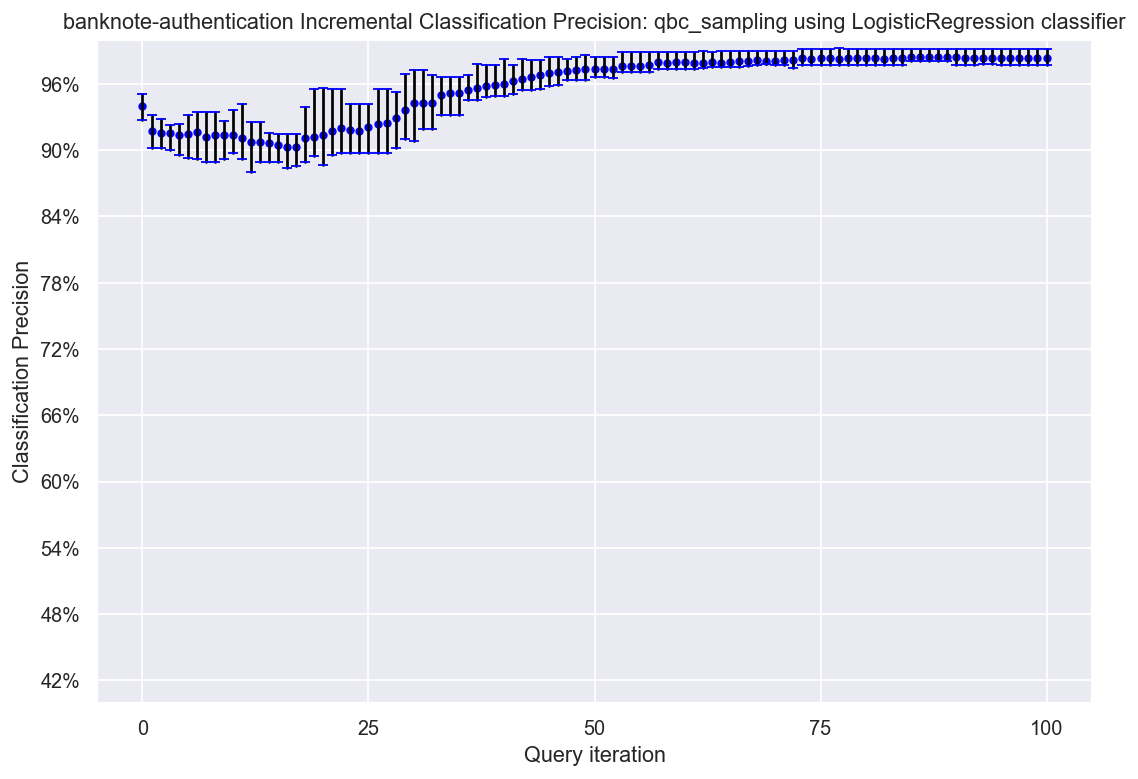 banknote-authentication Incremental Classification Precision: qbc_sampling using LogisticRegression classifier
96%
90%
84%
78%
72%
66%
60%
54%
48%
42%
Classification Precision
0 25 50 75 100
Query iteration